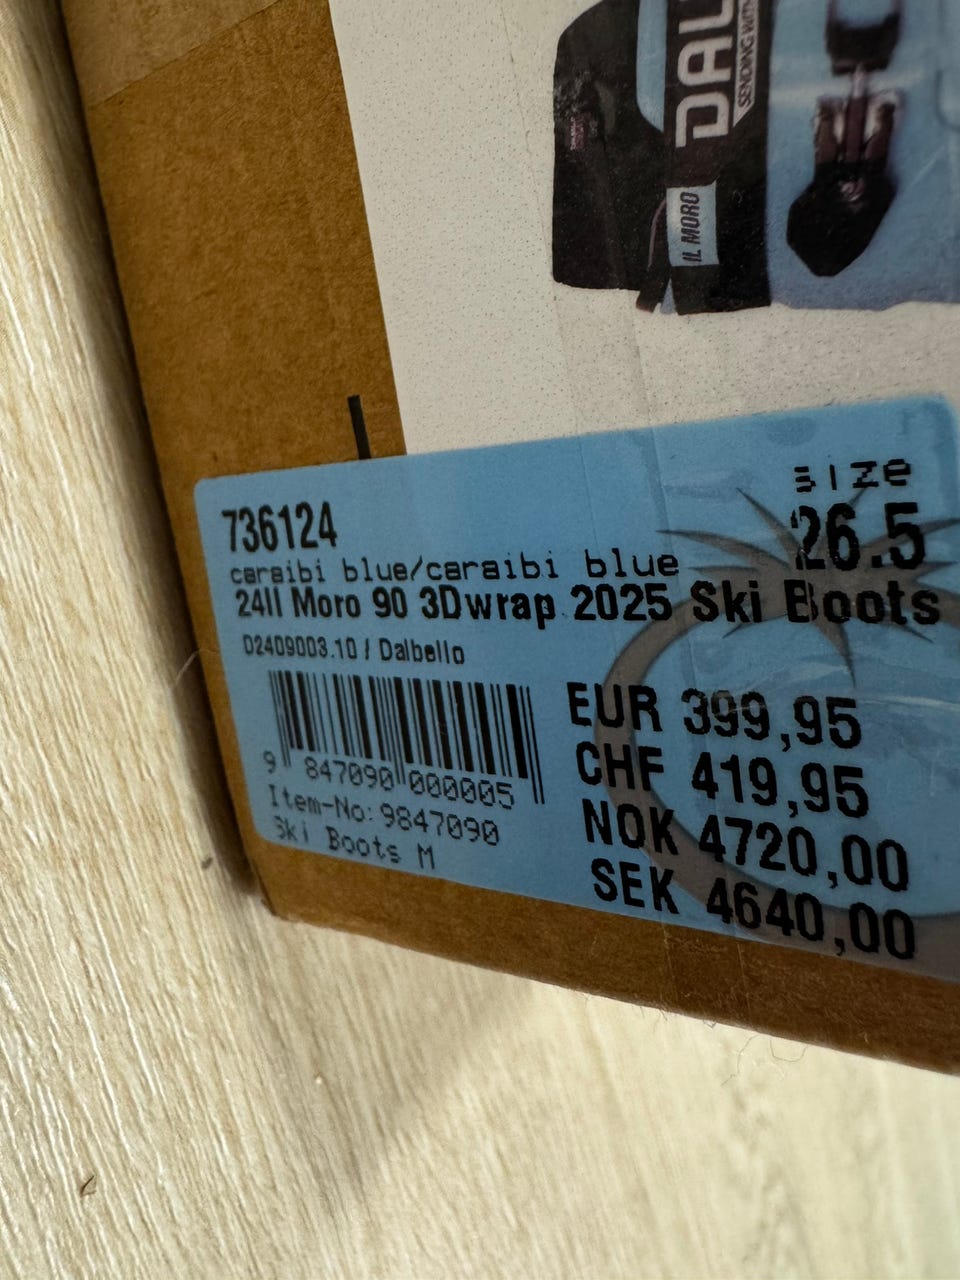 DAL
SENDING WITH
IL MORO
size
736124
26.5
caraibi blue/caraibi blue
24Il Moro 90 3Dwrap 2025 Ski Boots
D2409003.10 / Dalbello
EUR 399,95
CHF 419,95
NOK 4720,00
SEK 4640,00
9 847090 000005
Item-No: 9847090
Ski Boots M